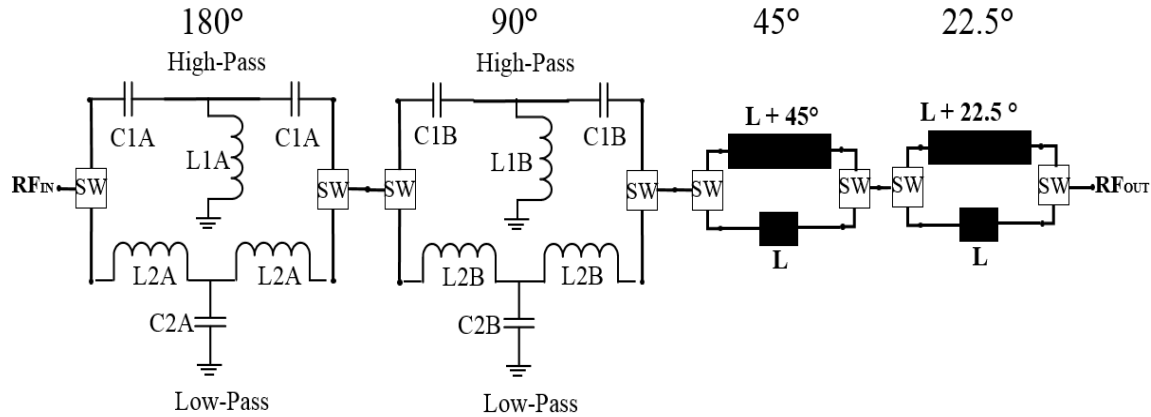 180° 90° 45° 22.5°
High-Pass High-Pass
C1A C1A C1B C1B
L + 45° L + 22.5 °
L1A L1B
RFIN SW SW SW SW SW SW SW SW RFOUT
L2A L2A L2B L2B L L
C2A C2B
Low-Pass Low-Pass